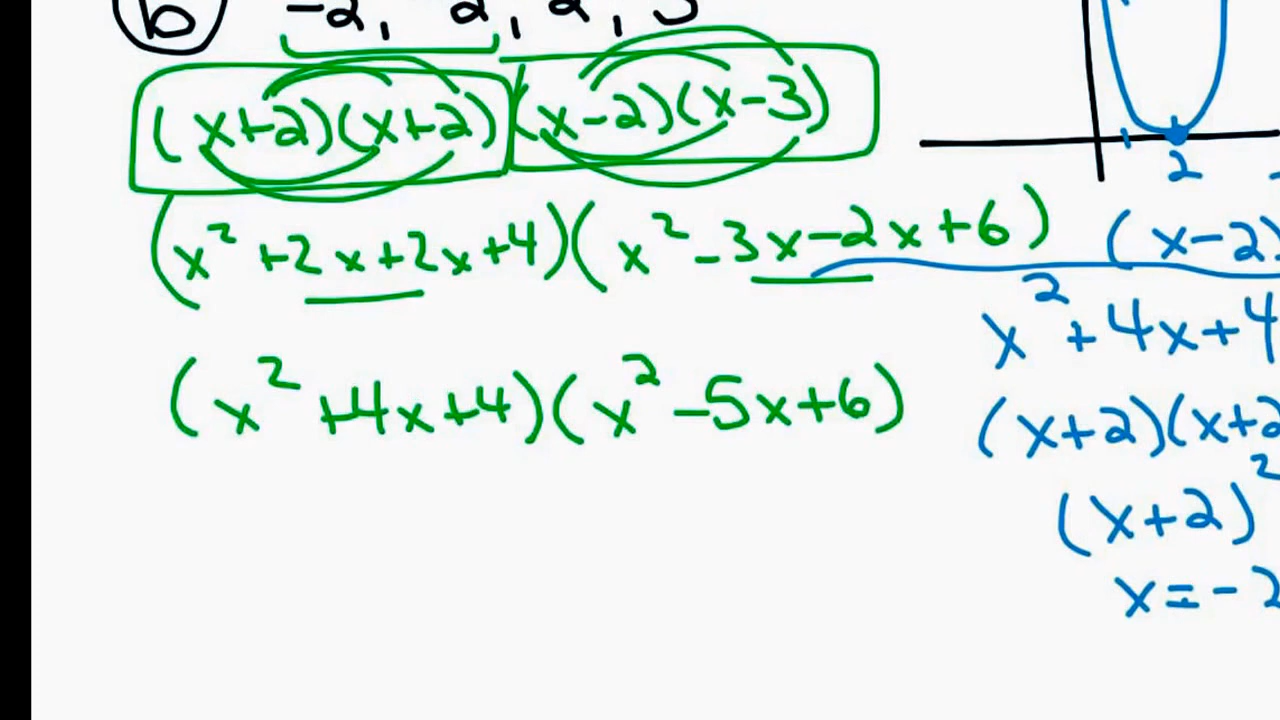 b -2, -2, 2, 3
(x+2)(x+2)(x-2)(x-3)
(x² +2x+2x+4)(x² -3x-2x+6)
(x² +4x+4)(x² -5x+6)
2
(x-2)
x² +4x+4
(x+2)(x+2
(x+2)²
x = -2